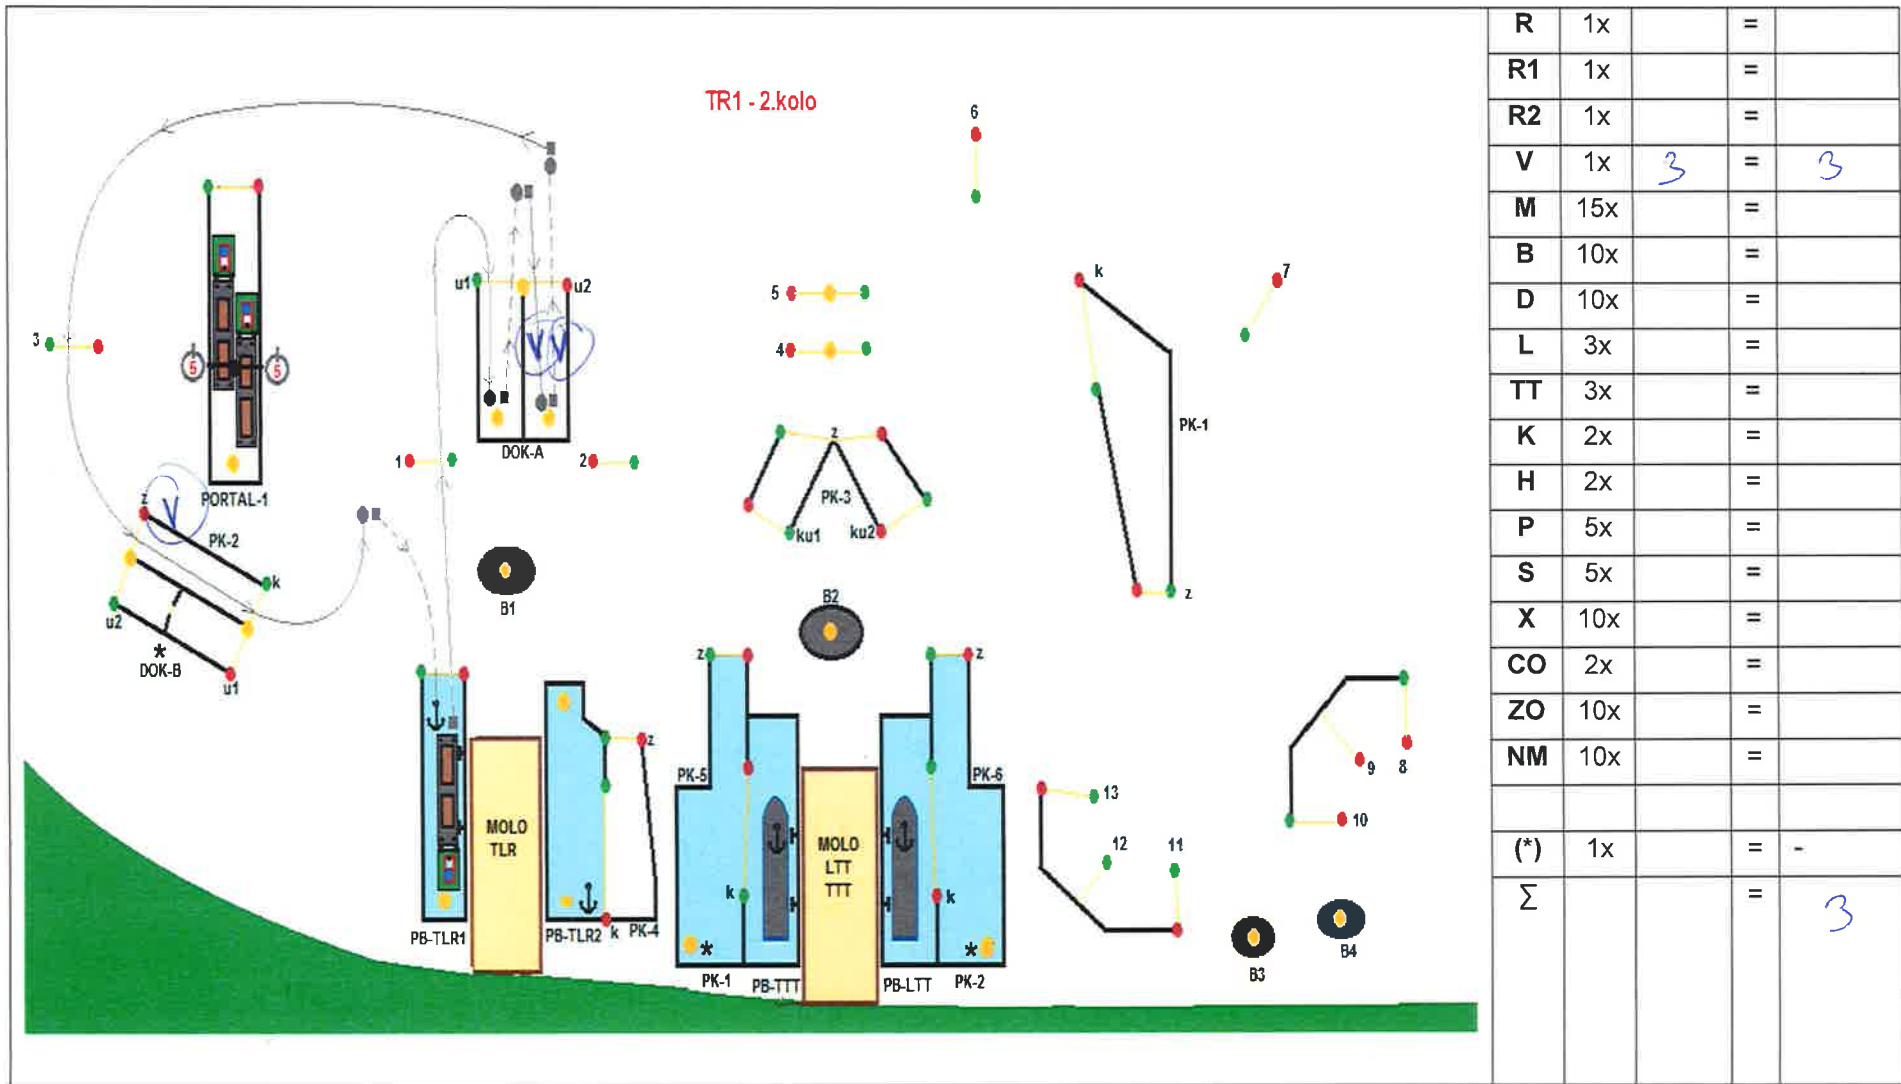 TR1 - 2.kolo
6
7
k
u1
u2
5
3
4
V V
5
5
PK-1
DOK-A
z
1
2
PK-3
PORTAL-1
z
V
ku1
ku2
PK-2
k
B1
z
B2
u2
*
DOK-B
u1
z
z
z
PK-5
PK-6
9
8
13
10
MOLO
TLR
MOLO
LTT
TTT
12
11
k
k
PB-TLR1
PB-TLR2
k
PK-4
*
*
B3
B4
PK-1
PB-TTT
PB-LTT
PK-2
R 1x =
R1 1x =
R2 1x =
V 1x 3 = 3
M 15x =
B 10x =
D 10x =
L 3x =
TT 3x =
K 2x =
H 2x =
P 5x =
S 5x =
X 10x =
CO 2x =
ZO 10x =
NM 10x =
(*) 1x = -
∑ = 3